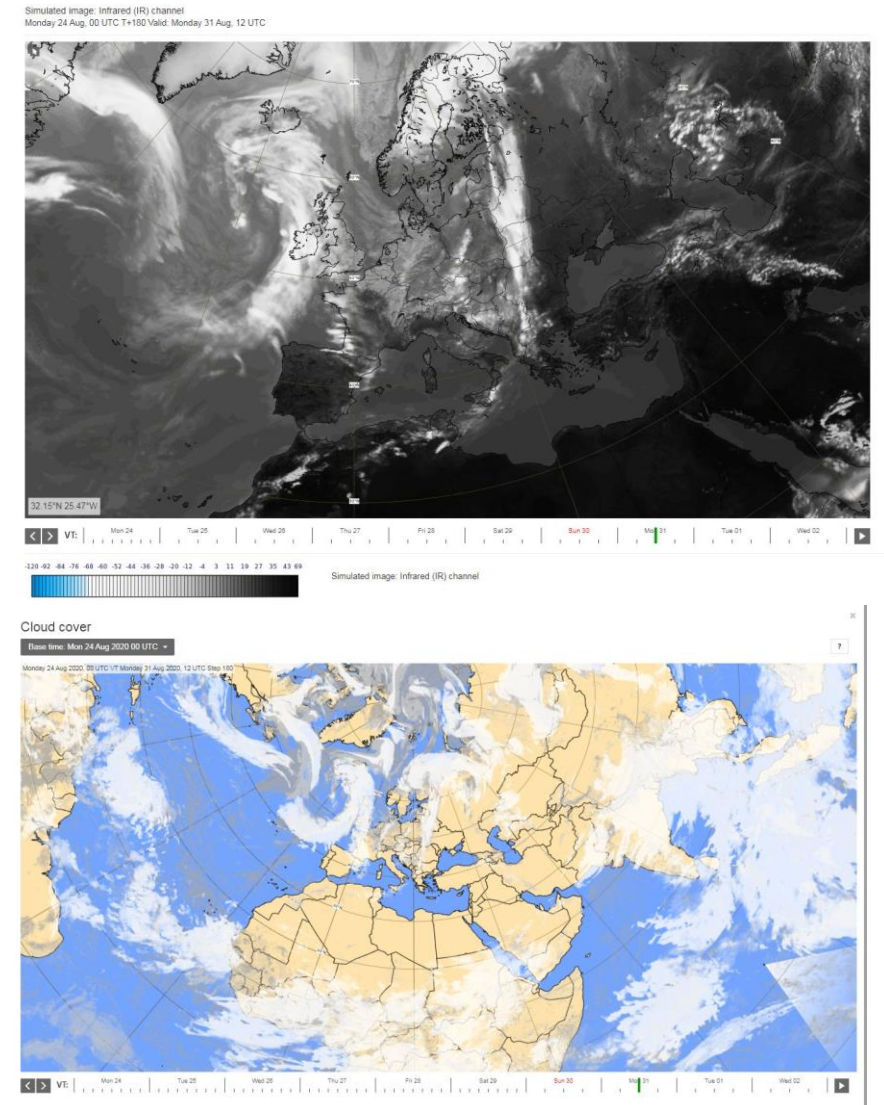 Simulated image: Infrared (IR) channel
Monday 24 Aug, 00 UTC T+180 Valid: Monday 31 Aug, 12 UTC
32.15°N 25.47°W
VT: Mon 24 Tue 25 Wed 26 Thu 27 Fri 28 Sat 29 Sun 30 Mo 31 Tue 01 Wed 02
-120 -92 -84 -76 -68 -60 -52 -44 -36 -28 -20 -12 -4 3 11 19 27 35 43 69
Simulated image: Infrared (IR) channel
Cloud cover
Base time: Mon 24 Aug 2020 00 UTC
?
Monday 24 Aug 2020, 00 UTC VT Monday 31 Aug 2020, 12 UTC Step 180
VT: Mon 24 Tue 25 Wed 26 Thu 27 Fri 28 Sat 29 Sun 30 Mo 31 Tue 01 Wed 02